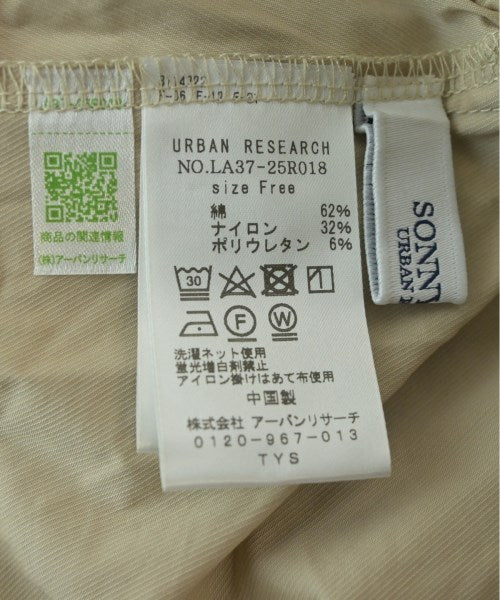 商品の関連情報
(株)アーバンリサーチ
URBAN RESEARCH
NO.LA37-25R018
size Free
綿 62%
ナイロン 32%
ポリウレタン 6%
30
F W
洗濯ネット使用
蛍光増白剤禁止
アイロン掛けはあて布使用
中国製
株式会社 アーバンリサーチ
0120-967-013
TYS
SONNY
URBAN